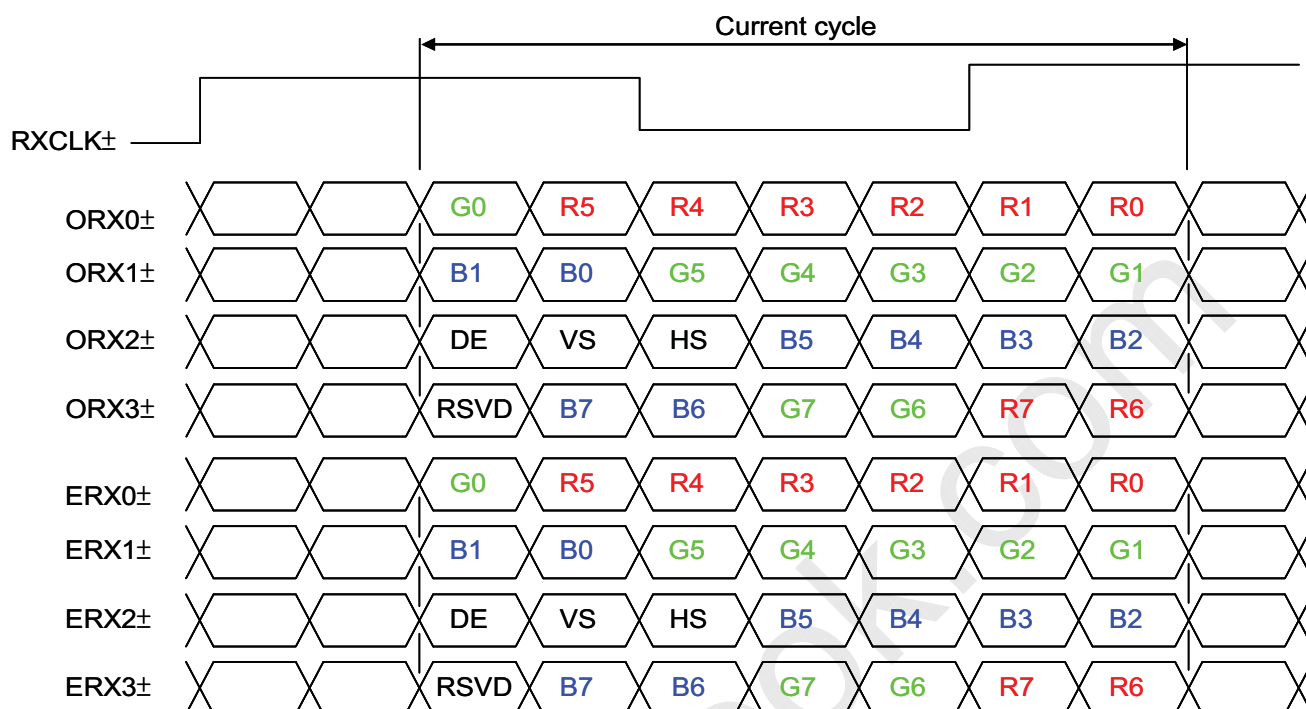 Current cycle
RXCLK±
ORX0± G0 R5 R4 R3 R2 R1 R0
ORX1± B1 B0 G5 G4 G3 G2 G1
ORX2± DE VS HS B5 B4 B3 B2
ORX3± RSVD B7 B6 G7 G6 R7 R6
ERX0± G0 R5 R4 R3 R2 R1 R0
ERX1± B1 B0 G5 G4 G3 G2 G1
ERX2± DE VS HS B5 B4 B3 B2
ERX3± RSVD B7 B6 G7 G6 R7 R6
ok.com